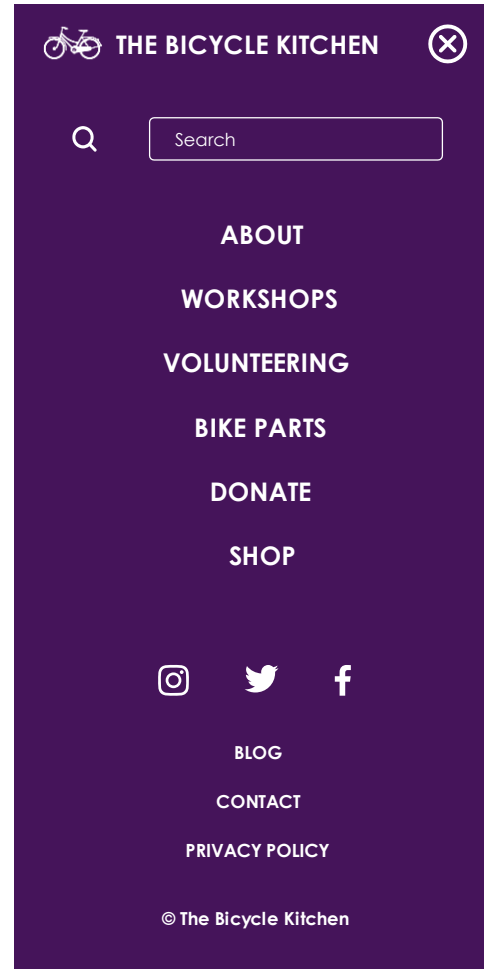 THE BICYCLE KITCHEN
Search
ABOUT
WORKSHOPS
VOLUNTEERING
BIKE PARTS
DONATE
SHOP
BLOG
CONTACT
PRIVACY POLICY
© The Bicycle Kitchen